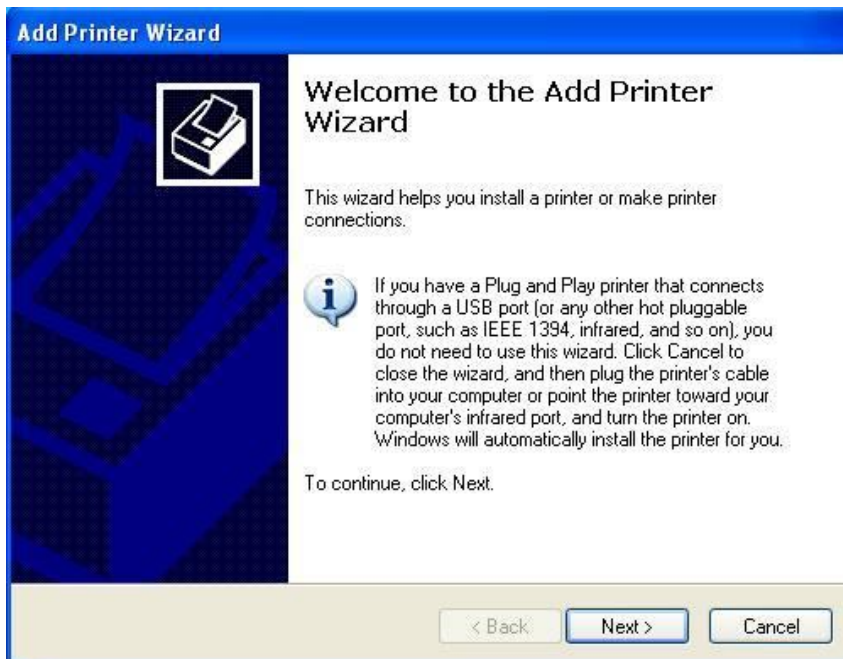 Add Printer Wizard
Welcome to the Add Printer
Wizard
This wizard helps you install a printer or make printer
connections.
If you have a Plug and Play printer that connects
through a USB port (or any other hot pluggable
port, such as IEEE 1394, infrared, and so on), you
do not need to use this wizard. Click Cancel to
close the wizard, and then plug the printer's cable
into your computer or point the printer toward your
computer's infrared port, and turn the printer on.
Windows will automatically install the printer for you.
To continue, click Next.
< Back
Next >
Cancel